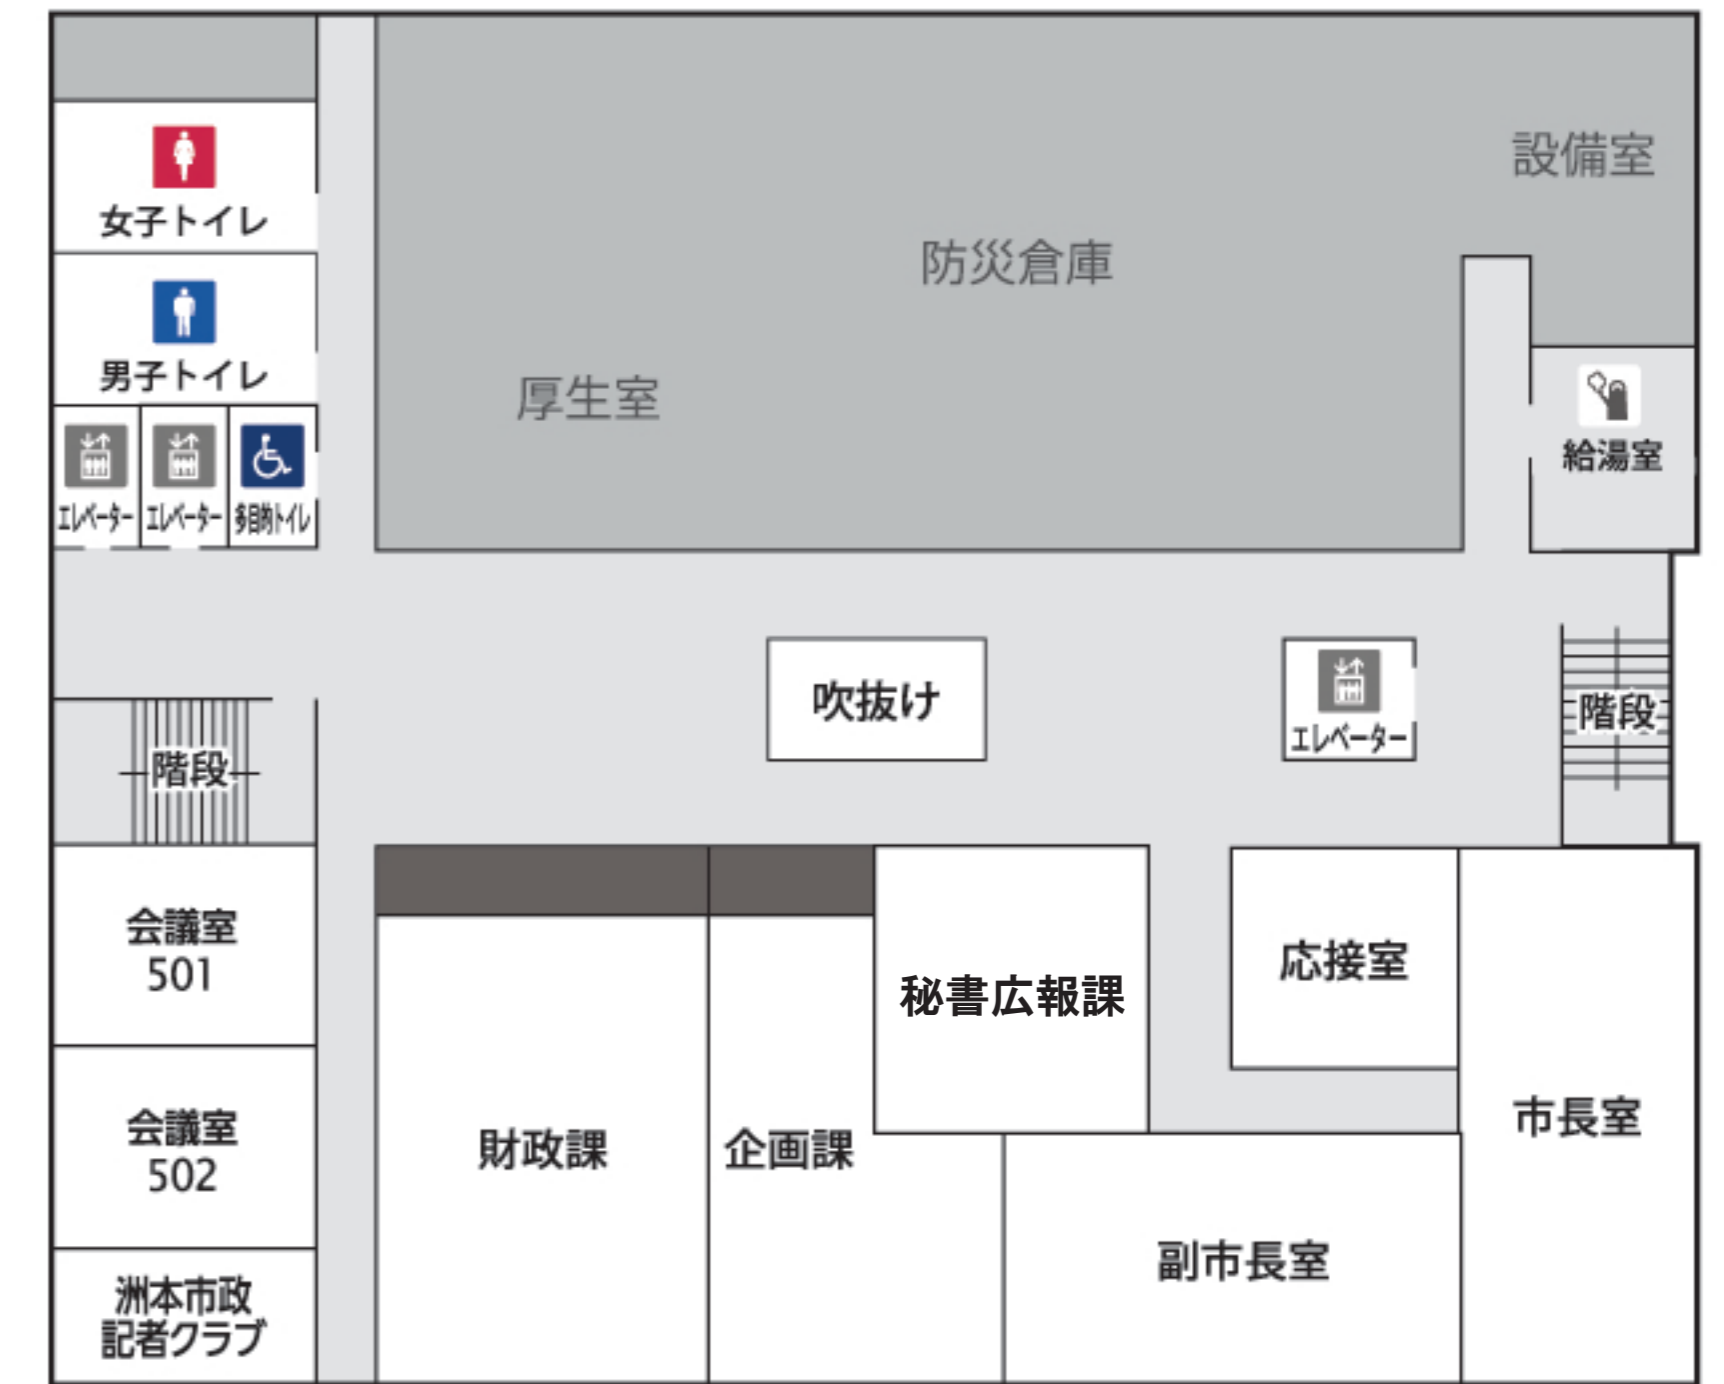 設備室
女子トイレ
防災倉庫
男子トイレ
厚生室
給湯室
エレベーター
エレベーター
多目的トイレ
吹抜け
エレベーター
階段
階段
会議室
501
秘書広報課
応接室
会議室
502
財政課
企画課
市長室
副市長室
洲本市政
記者クラブ